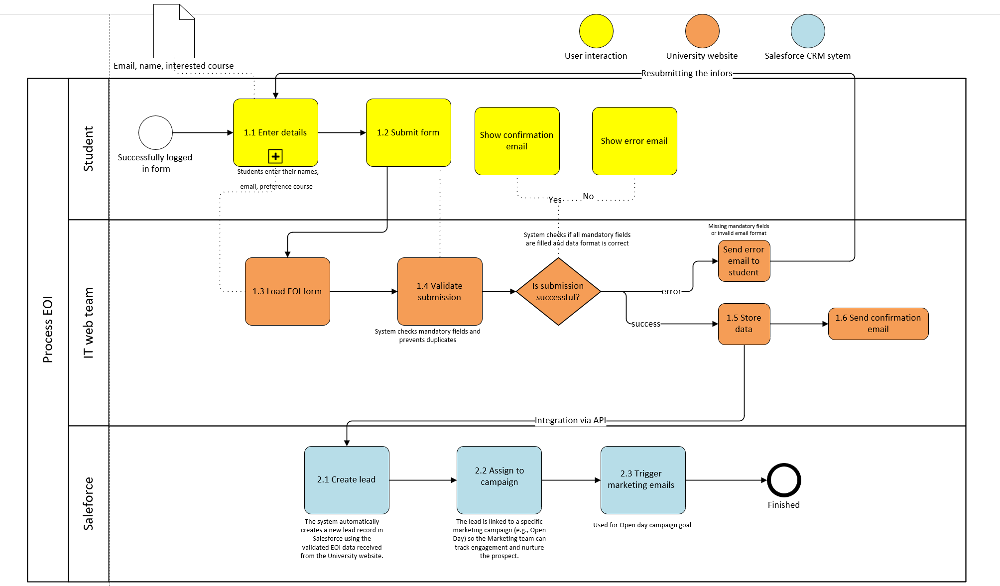 User interaction
University website
Salesforce CRM sytem
Email, name, interested course
Resubmitting the infors
Process EOI
Student
Successfully logged
in form
1.1 Enter details
Students enter their names,
email, preference course
1.2 Submit form
Show confirmation
email
Show error email
Yes
No
IT web team
1.3 Load EOI form
1.4 Validate
submission
System checks mandatory fields and
prevents duplicates
System checks if all mandatory fields
are filled and data format is correct
Is submission
successful?
error
success
Missing mandatory fields
or invalid email format
Send error
email to
student
1.5 Store
data
1.6 Send confirmation
email
Integration via API
Saleforce
2.1 Create lead
The system automatically
creates a new lead record in
Salesforce using the
validated EOI data received
from the University website.
2.2 Assign to
campaign
The lead is linked to a specific
marketing campaign (e.g., Open
Day) so the Marketing team can
track engagement and nurture
the prospect.
2.3 Trigger
marketing emails
Used for Open day campaign goal
Finished